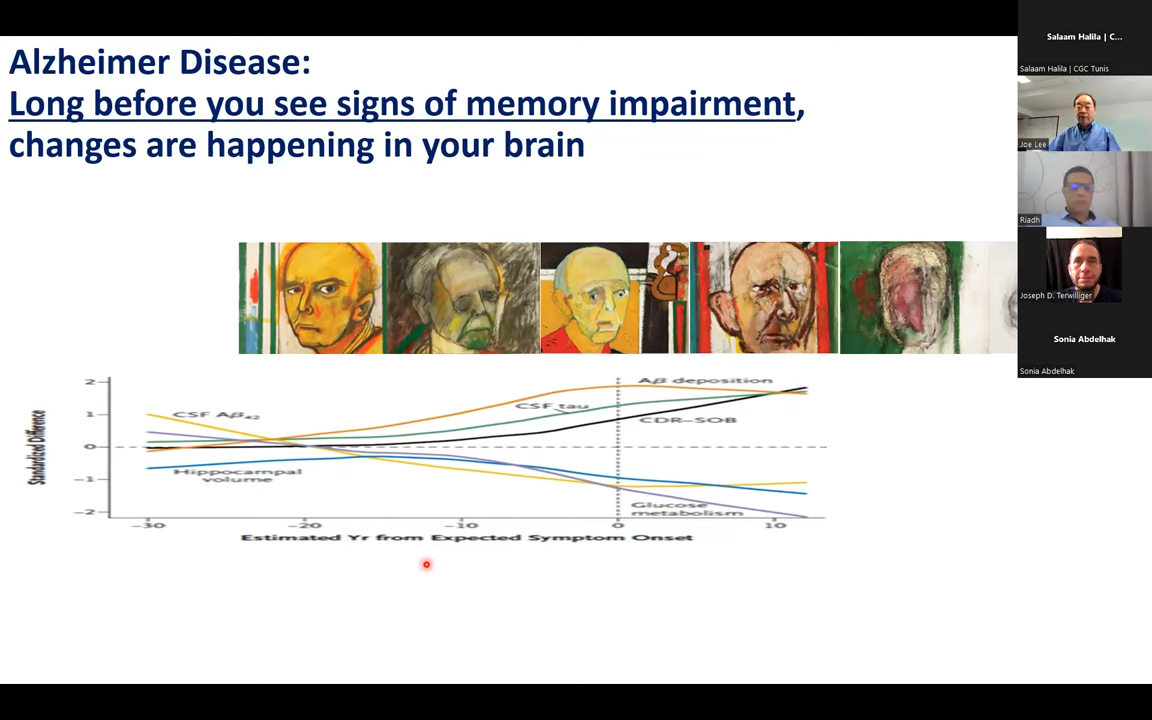 Alzheimer Disease:
Long before you see signs of memory impairment,
changes are happening in your brain
Salaam Halila | C...
Salaam Halila | CGC Tunis
Joe Lee
Riadh
Joseph D. Terwilliger
Sonia Abdelhak
Sonia Abdelhak
Standardized Difference
2
1
0
−1
−2
CSF Aβ₄₂
Hippocampal
volume
CSF tau
Aβ deposition
CDR–SOB
Glucose
metabolism
−30
−20
−10
0
10
Estimated Yr from Expected Symptom Onset